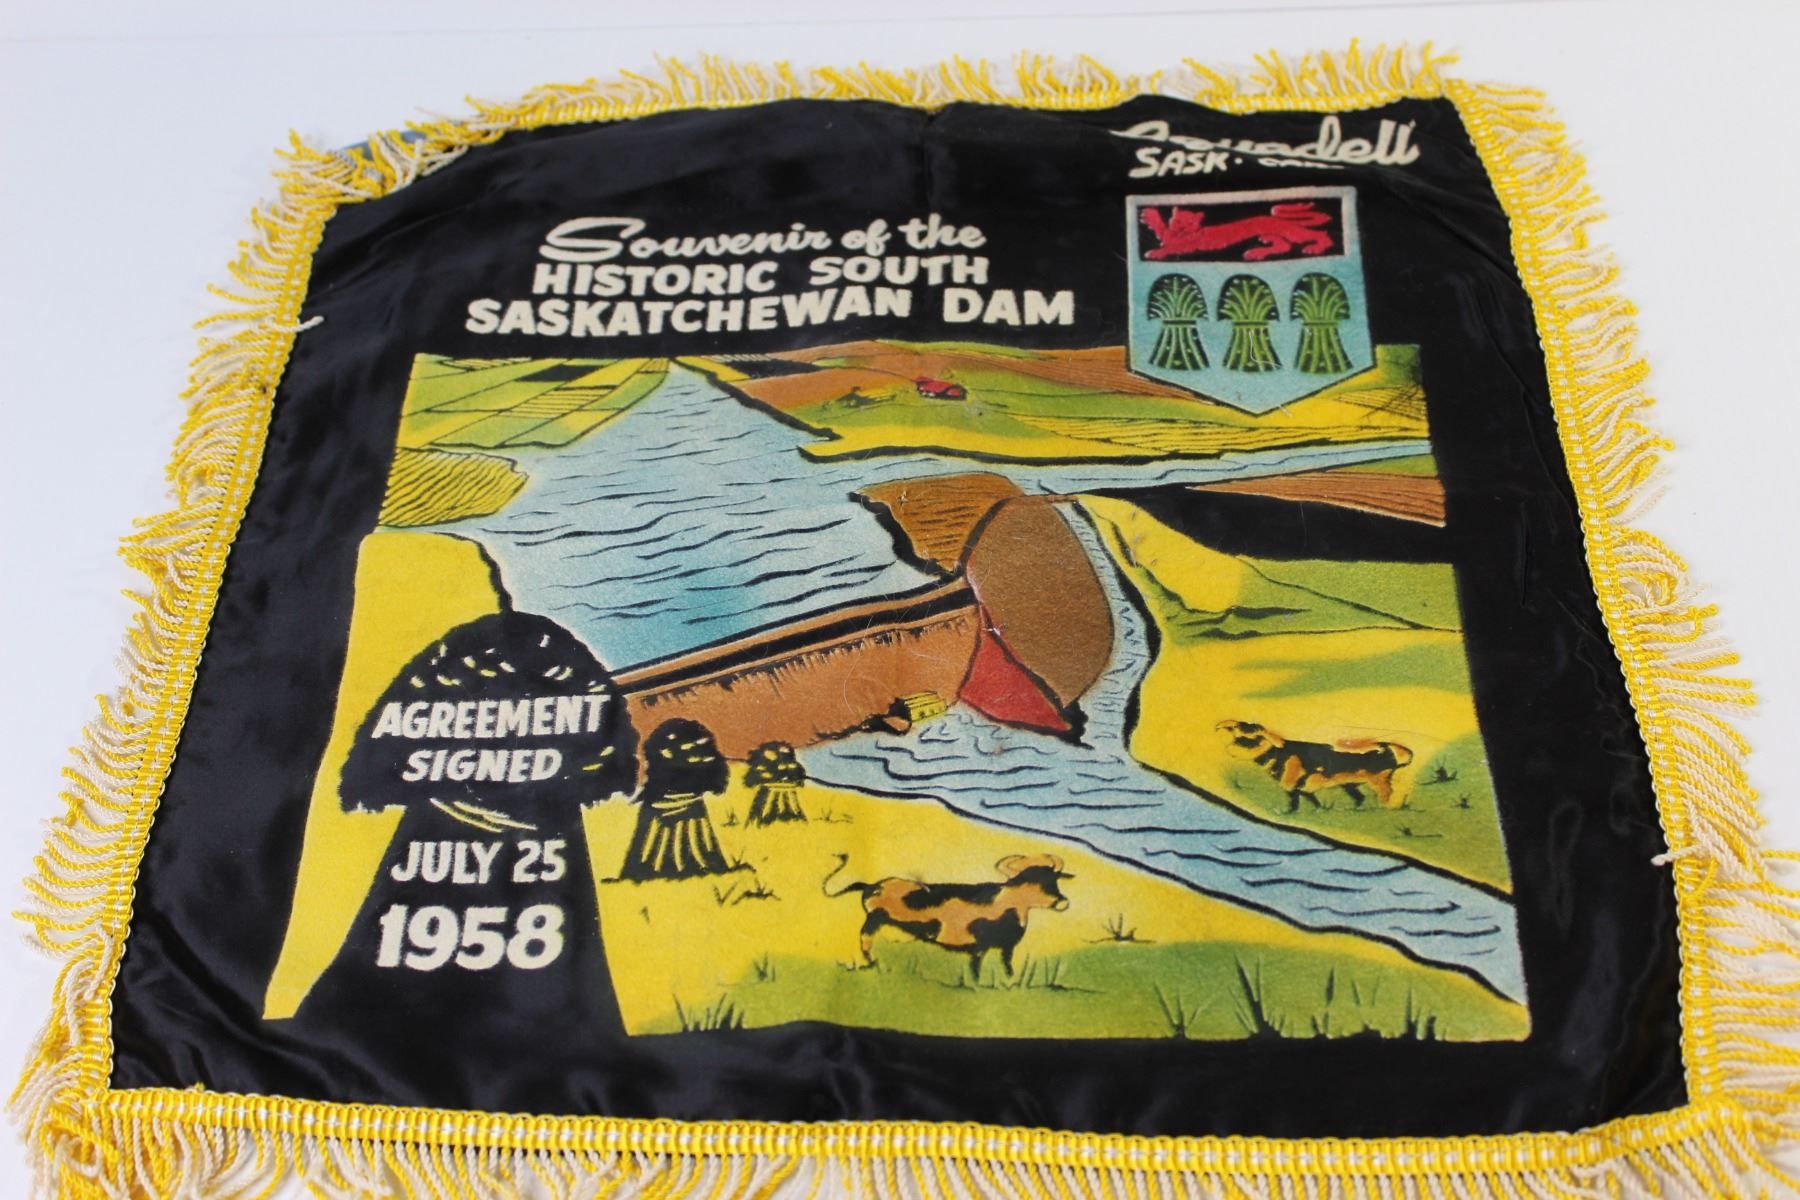 SASK.
Souvenir of the
HISTORIC SOUTH
SASKATCHEWAN DAM
AGREEMENT
SIGNED
JULY 25
1958